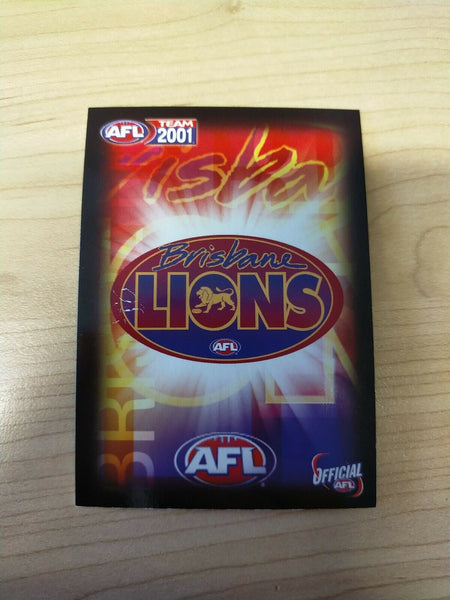 AFL TEAM 2001
Brisbane
LIONS
AFL
AFL
OFFICIAL
AFL